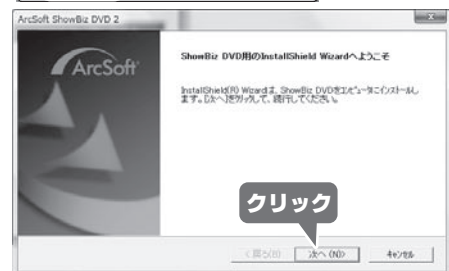 ArcSoft ShowBiz DVD 2
ArcSoft
ShowBiz DVD用のInstallShield Wizardへようこそ
InstallShield(R) Wizardは、ShowBiz DVDをコンピュータにインストールし
ます。[次へ]をクリックして、続行してください。
クリック
< 戻る(B)
次へ(N)>
キャンセル